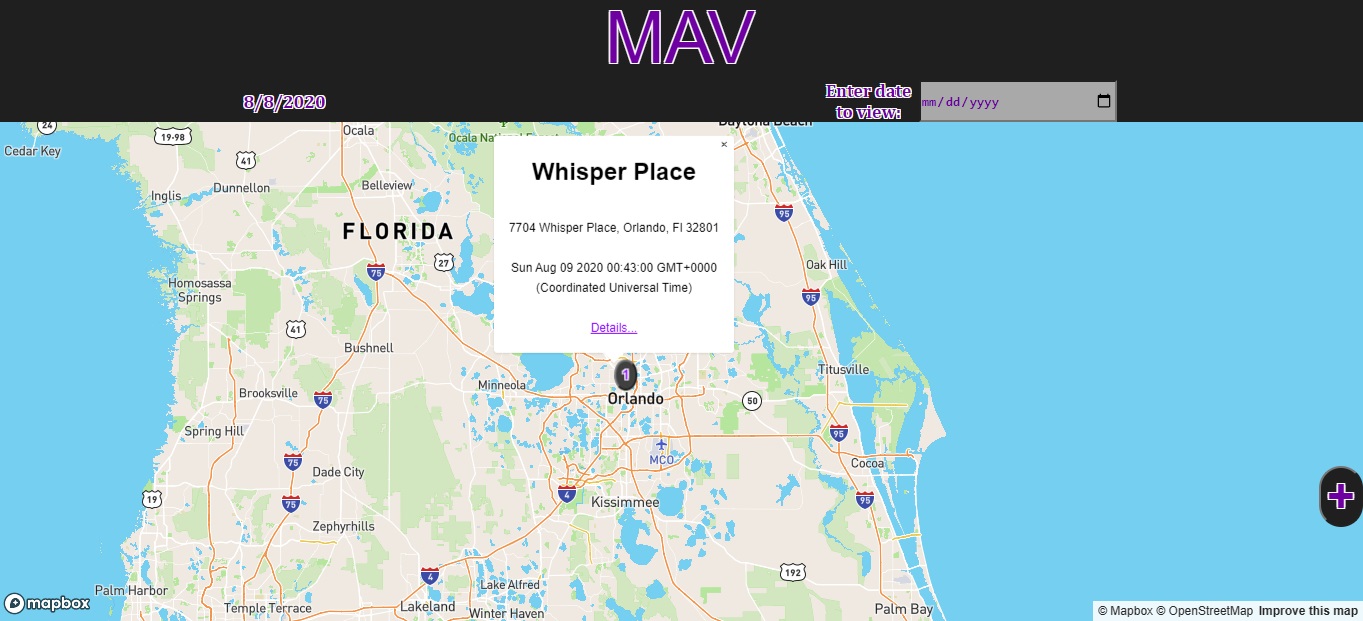 MAV
8/8/2020
Enter date
to view:
mm/dd/yyyy
24
19-98
Ocala
Ocala Nat
Daytona Beach
Cedar Key
41
×
Whisper Place
Dunnellon
Belleview
Inglis
95
7704 Whisper Place, Orlando, Fl 32801
FLORIDA
27
75
Sun Aug 09 2020 00:43:00 GMT+0000
(Coordinated Universal Time)
Oak Hill
Homosassa
Springs
95
41
Details...
Bushnell
Titusville
1
Minneola
Brooksville
75
Orlando
50
Spring Hill
95
MCO
75
Dade City
Cocoa
19
75
4
Kissimmee
95
+
Zephyrhills
192
4
Lake Alfred
Palm Harbor
mapbox
Temple Terrace
Lakeland
Winter Haven
Palm Bay
© Mapbox © OpenStreetMap Improve this map